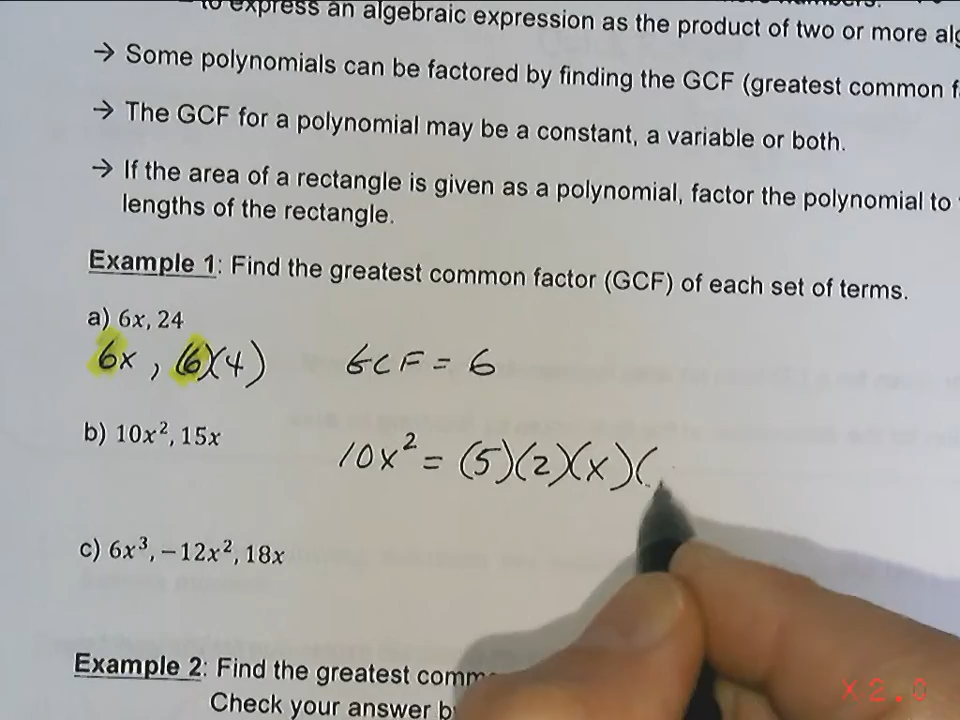 to express an algebraic expression as the product of two or more alg
→ Some polynomials can be factored by finding the GCF (greatest common f
→ The GCF for a polynomial may be a constant, a variable or both.
→ If the area of a rectangle is given as a polynomial, factor the polynomial to
lengths of the rectangle.
Example 1: Find the greatest common factor (GCF) of each set of terms.
a) 6x, 24
6x, (6)(4) GCF = 6
b) 10x², 15x
10x² = (5)(2)(x)(
c) 6x³, −12x², 18x
Example 2: Find the greatest comm
Check your answer b
X2.0